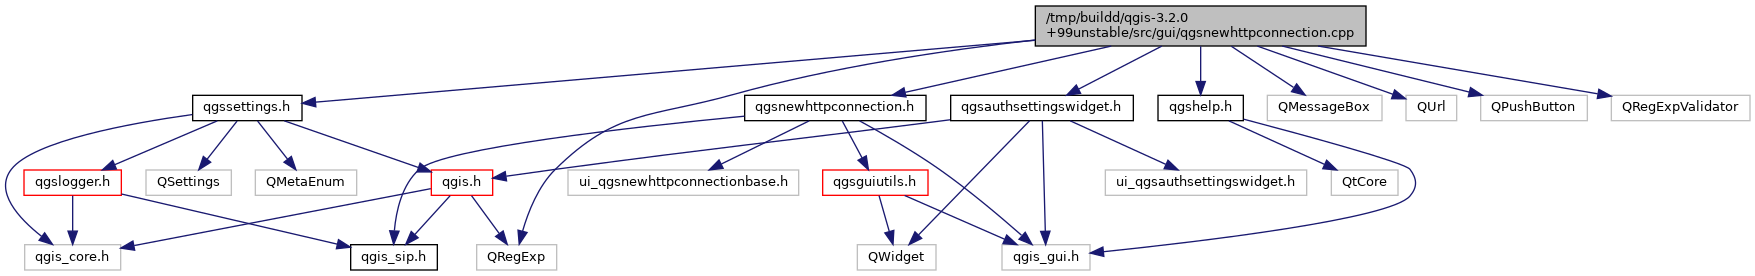 /tmp/buildd/qgis-3.2.0
+99unstable/src/gui/qgsnewhttpconnection.cpp
qgssettings.h
qgsnewhttpconnection.h
qgsauthsettingswidget.h
qgshelp.h
QMessageBox
QUrl
QPushButton
QRegExpValidator
qgslogger.h
QSettings
QMetaEnum
qgis.h
ui_qgsnewhttpconnectionbase.h
qgsguiutils.h
ui_qgsauthsettingswidget.h
QtCore
qgis_core.h
qgis_sip.h
QRegExp
QWidget
qgis_gui.h